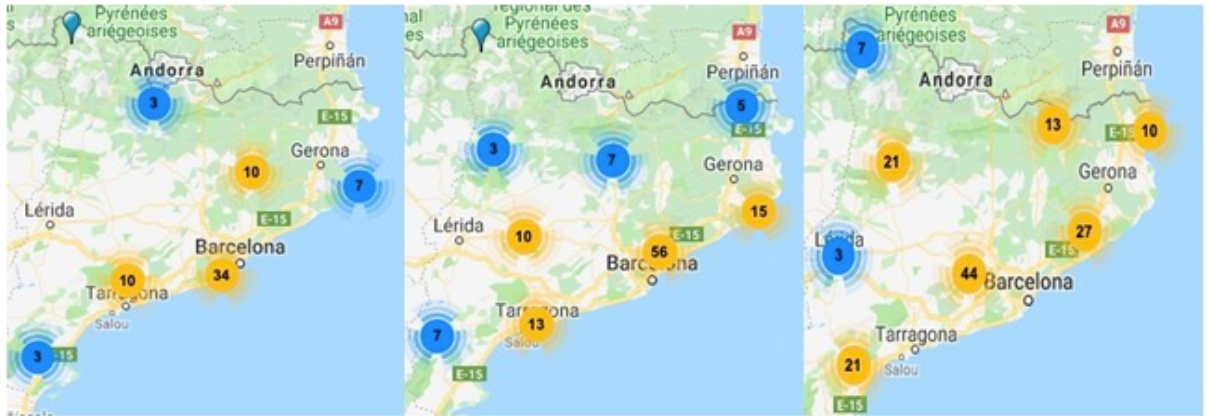 Pyrénées
ariégeoises
A9
Perpiñán
Andorra
3
E-15
Gerona
10
7
Lérida
E-15
Barcelona
34
10
Tarragona
Salou
3
-15
regional des
Pyrénées
ariégeoises
es
A9
Perpiñán
Andorra
5
E-15
3
7
Gerona
15
Lérida
10
E-15
56
Barcelona
Tarragona
13
Salou
7
E-15
Pyrénées
ariégeoises
7
A9
Perpiñán
Andorra
13
E-15
10
21
Gerona
27
E-15
Lérida
3
44
Barcelona
Tarragona
21
Salou
E-15